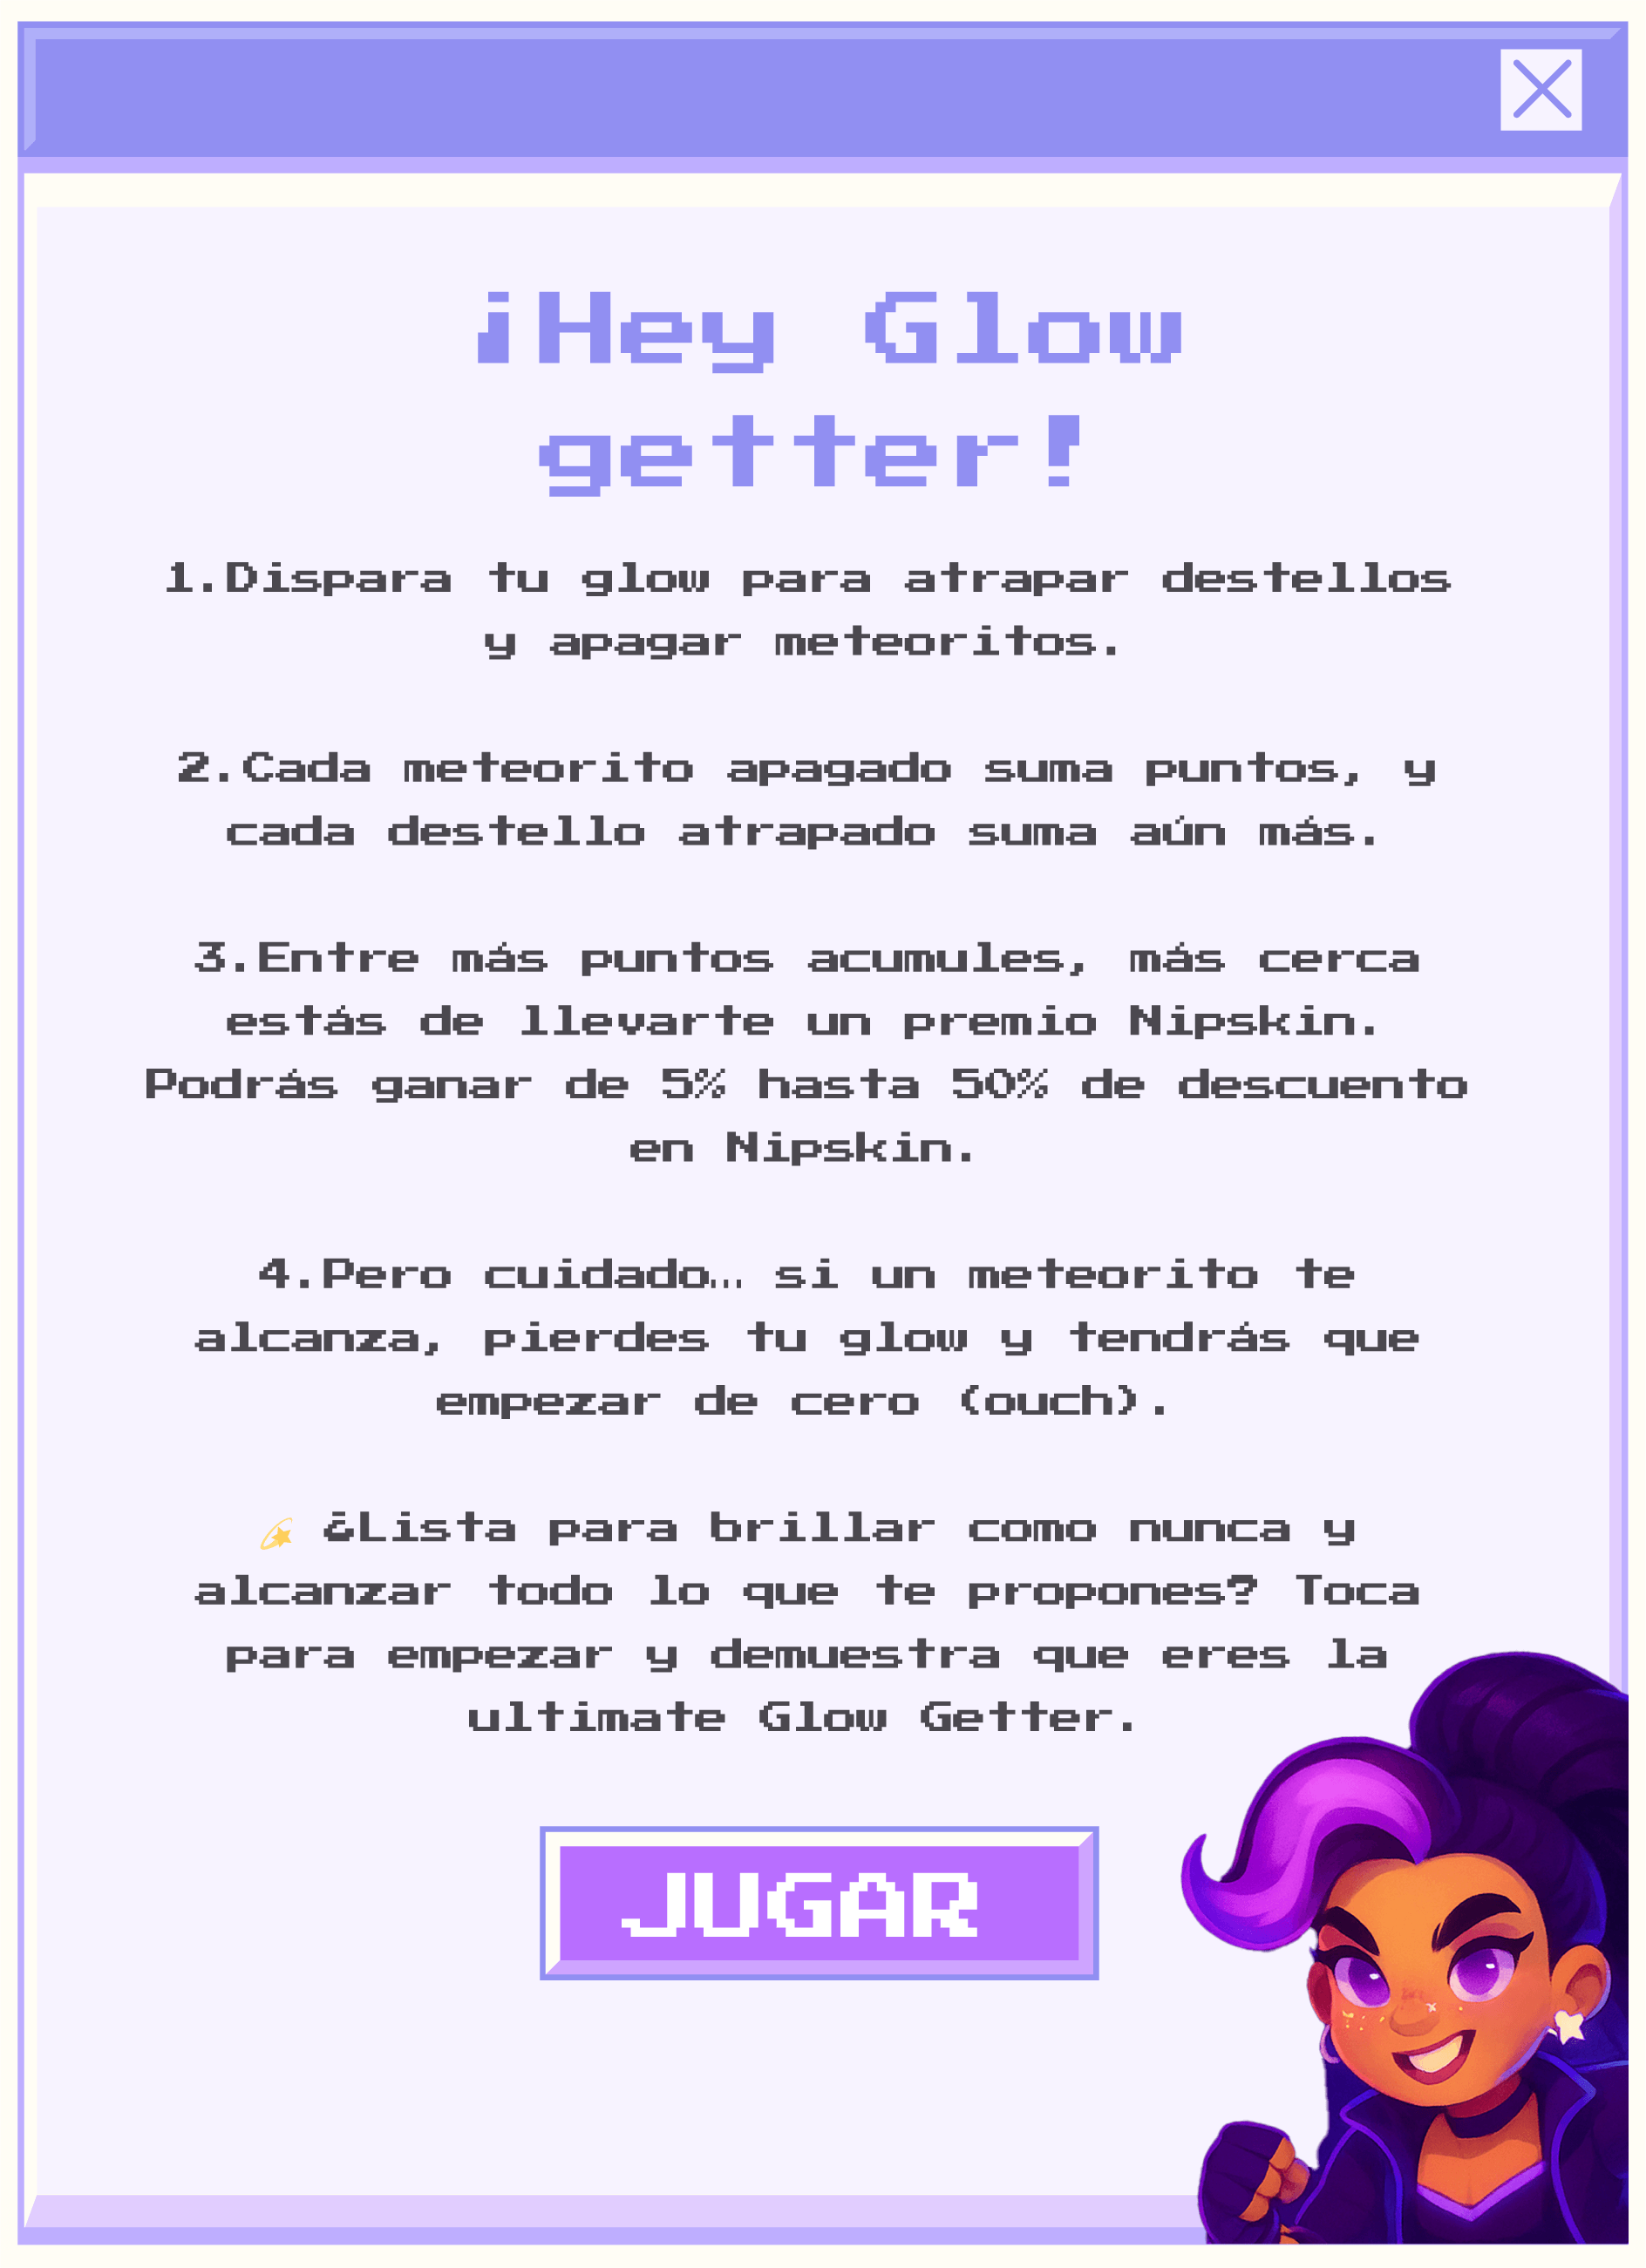 ¡Hey Glow
getter!
1.Dispara tu glow para atrapar destellos
y apagar meteoritos.
2.Cada meteorito apagado suma puntos, y
cada destello atrapado suma aún más.
3.Entre más puntos acumules, más cerca
estás de llevarte un premio Nipskin.
Podrás ganar de 5% hasta 50% de descuento
en Nipskin.
4.Pero cuidado… si un meteorito te
alcanza, pierdes tu glow y tendrás que
empezar de cero (ouch).
💫 ¿Lista para brillar como nunca y
alcanzar todo lo que te propones? Toca
para empezar y demuestra que eres la
ultimate Glow Getter.
JUGAR